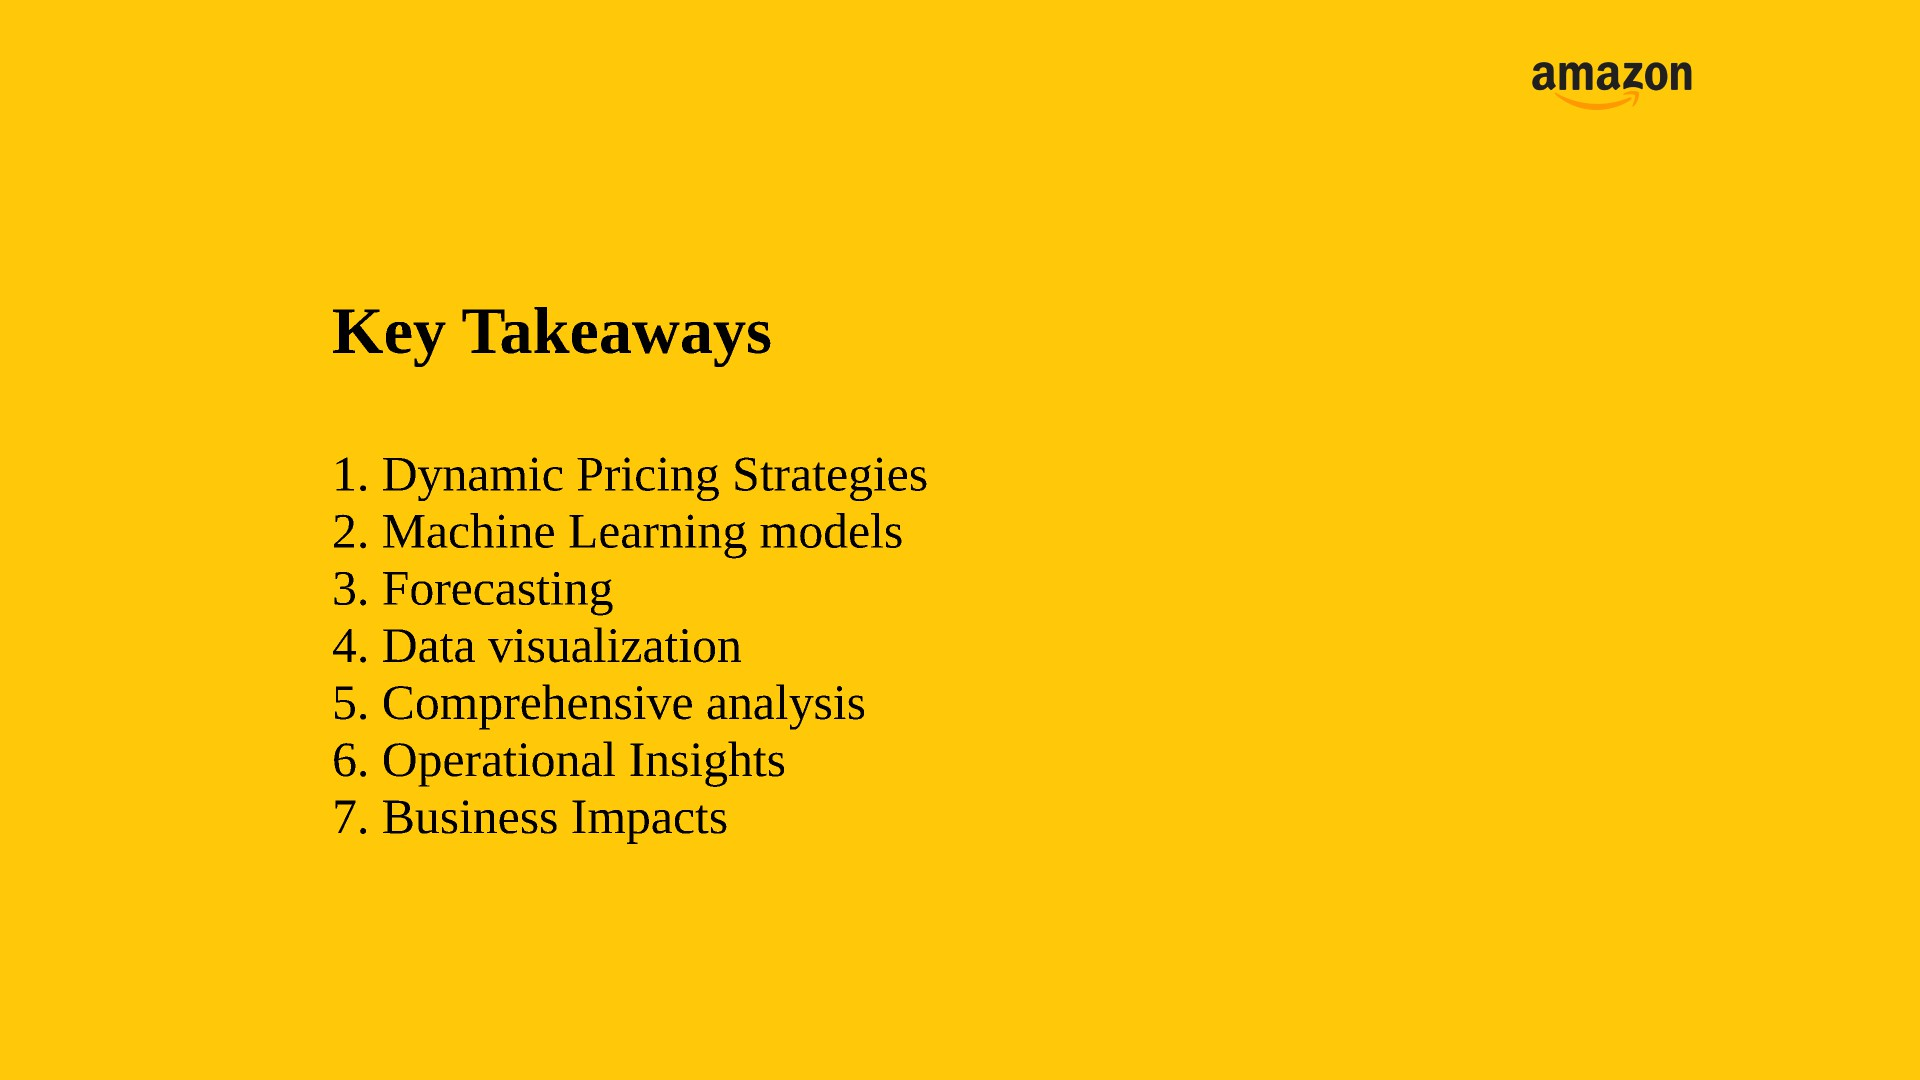 amazon
Key Takeaways
1. Dynamic Pricing Strategies
2. Machine Learning models
3. Forecasting
4. Data visualization
5. Comprehensive analysis
6. Operational Insights
7. Business Impacts